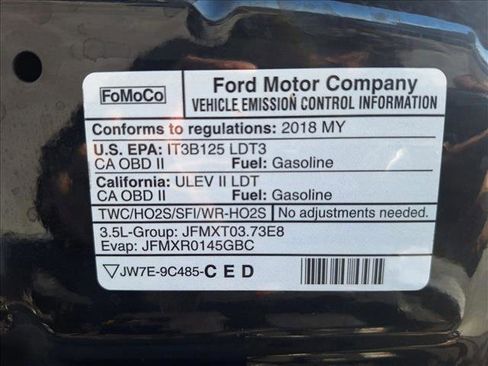 FoMoCo
Ford Motor Company
VEHICLE EMISSION CONTROL INFORMATION
Conforms to regulations: 2018 MY
U.S. EPA: IT3B125 LDT3
CA OBD II Fuel: Gasoline
California: ULEV II LDT
CA OBD II Fuel: Gasoline
TWC/HO2S/SFI/WR-HO2S No adjustments needed.
3.5L-Group: JFMXT03.73E8
Evap: JFMXR0145GBC
JW7E-9C485-C E D